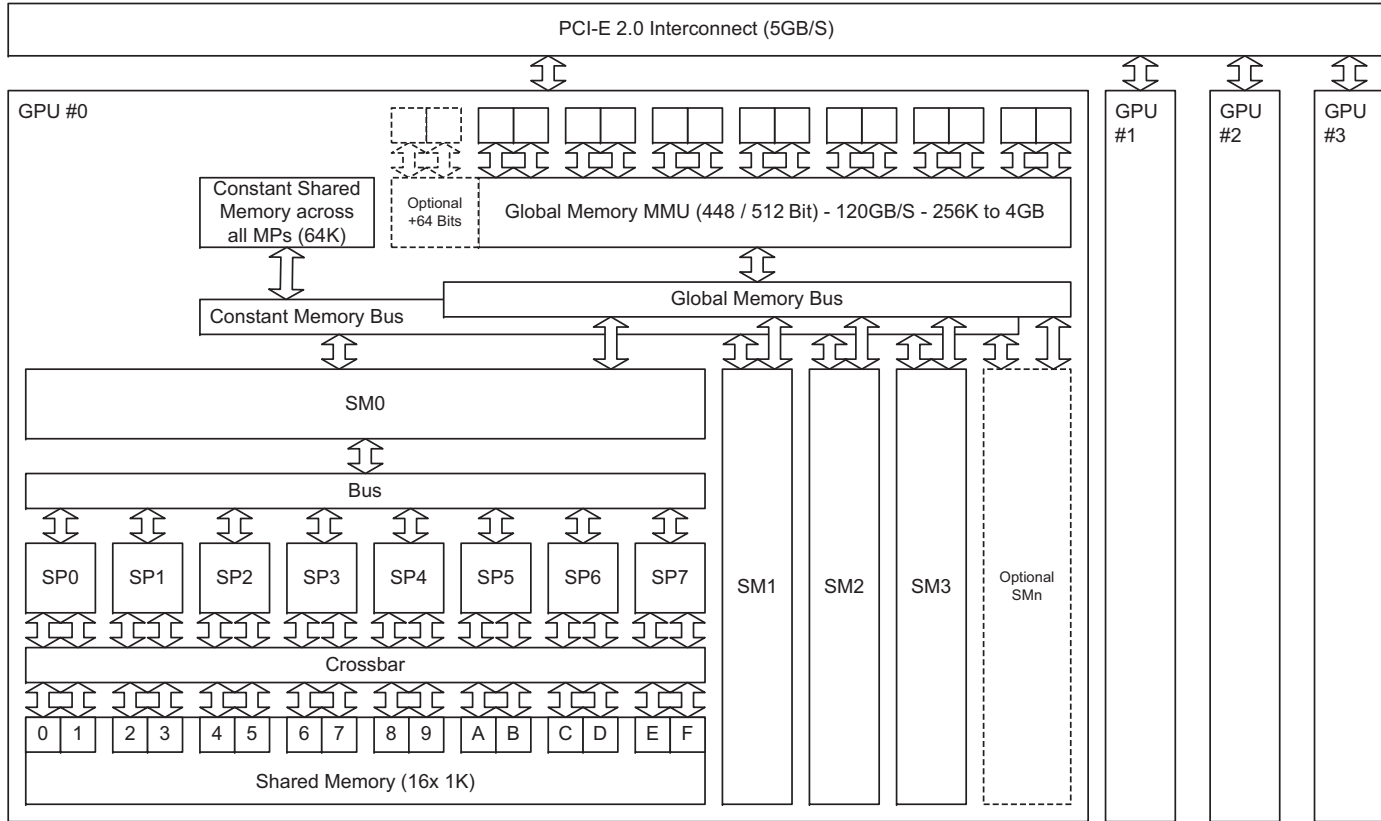 PCI-E 2.0 Interconnect (5GB/S)
GPU #0
GPU
#1
GPU
#2
GPU
#3
Constant Shared
Memory across
all MPs (64K)
Optional
+64 Bits
Global Memory MMU (448 / 512 Bit) - 120GB/S - 256K to 4GB
Global Memory Bus
Constant Memory Bus
SM0
Bus
SP0
SP1
SP2
SP3
SP4
SP5
SP6
SP7
SM1
SM2
SM3
Optional
SMn
Crossbar
0 1 2 3 4 5 6 7 8 9 A B C D E F
Shared Memory (16x 1K)